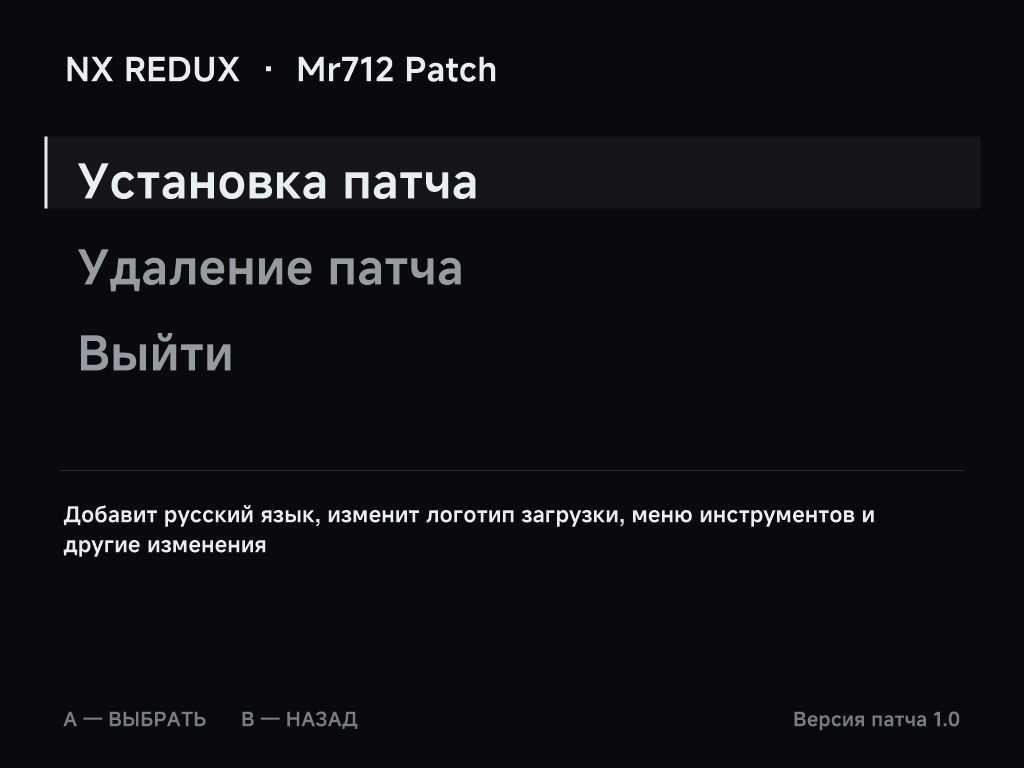 NX REDUX · Mr712 Patch
Установка патча
Удаление патча
Выйти
Добавит русский язык, изменит логотип загрузки, меню инструментов и
другие изменения
A — ВЫБРАТЬ B — НАЗАД Версия патча 1.0